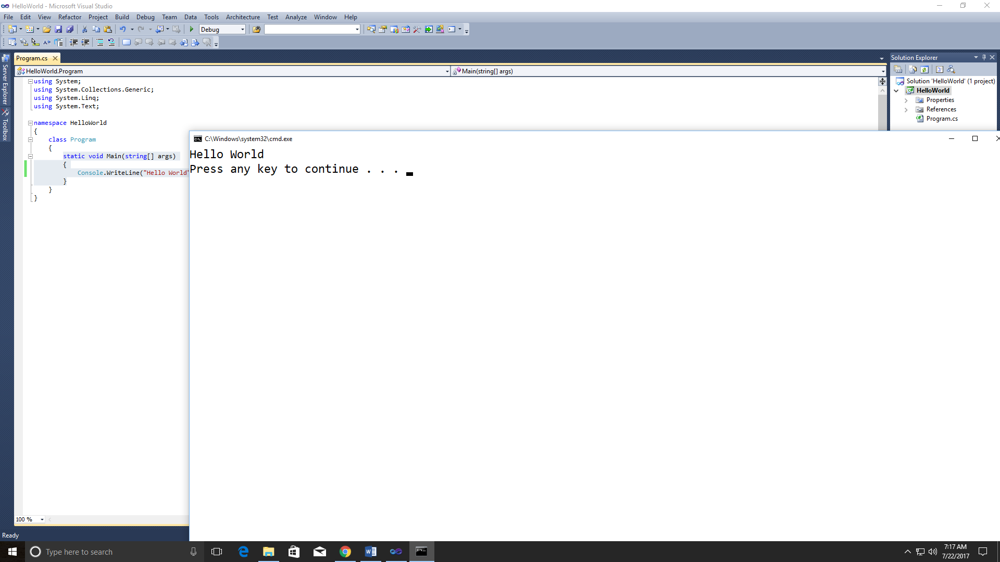 HelloWorld - Microsoft Visual Studio
File Edit View Refactor Project Build Debug Team Data Tools Architecture Test Analyze Window Help
Debug
Program.cs
HelloWorld.Program
Main(string[] args)
Server Explorer
Toolbox
using System;
using System.Collections.Generic;
using System.Linq;
using System.Text;
namespace HelloWorld
{
class Program
{
static void Main(string[] args)
{
Console.WriteLine("Hello World"
}
}
}
100 %
Ready
Solution Explorer
Solution 'HelloWorld' (1 project)
HelloWorld
Properties
References
Program.cs
C:\Windows\system32\cmd.exe
Hello World
Press any key to continue . . .
Type here to search
7:17 AM
7/22/2017